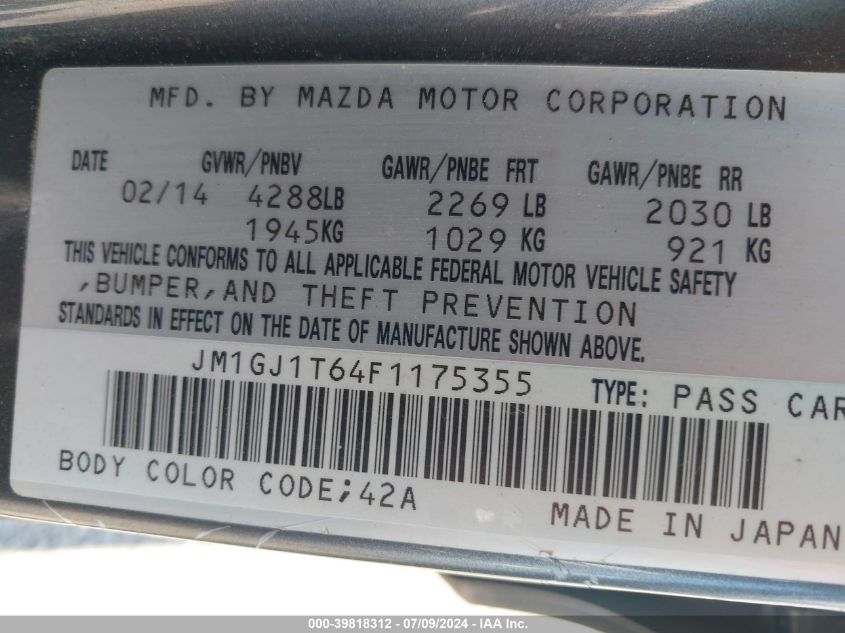 MFD. BY MAZDA MOTOR CORPORATION
DATE GVWR/PNBV GAWR/PNBE FRT GAWR/PNBE RR
02/14 4288LB 2269 LB 2030 LB
1945KG 1029 KG 921 KG
THIS VEHICLE CONFORMS TO ALL APPLICABLE FEDERAL MOTOR VEHICLE SAFETY
,BUMPER,AND THEFT PREVENTION
STANDARDS IN EFFECT ON THE DATE OF MANUFACTURE SHOWN ABOVE.
JM1GJ1T64F1175355 TYPE: PASS CAR
BODY COLOR CODE;42A
MADE IN JAPAN
000-39818312 - 07/09/2024 - IAA Inc.